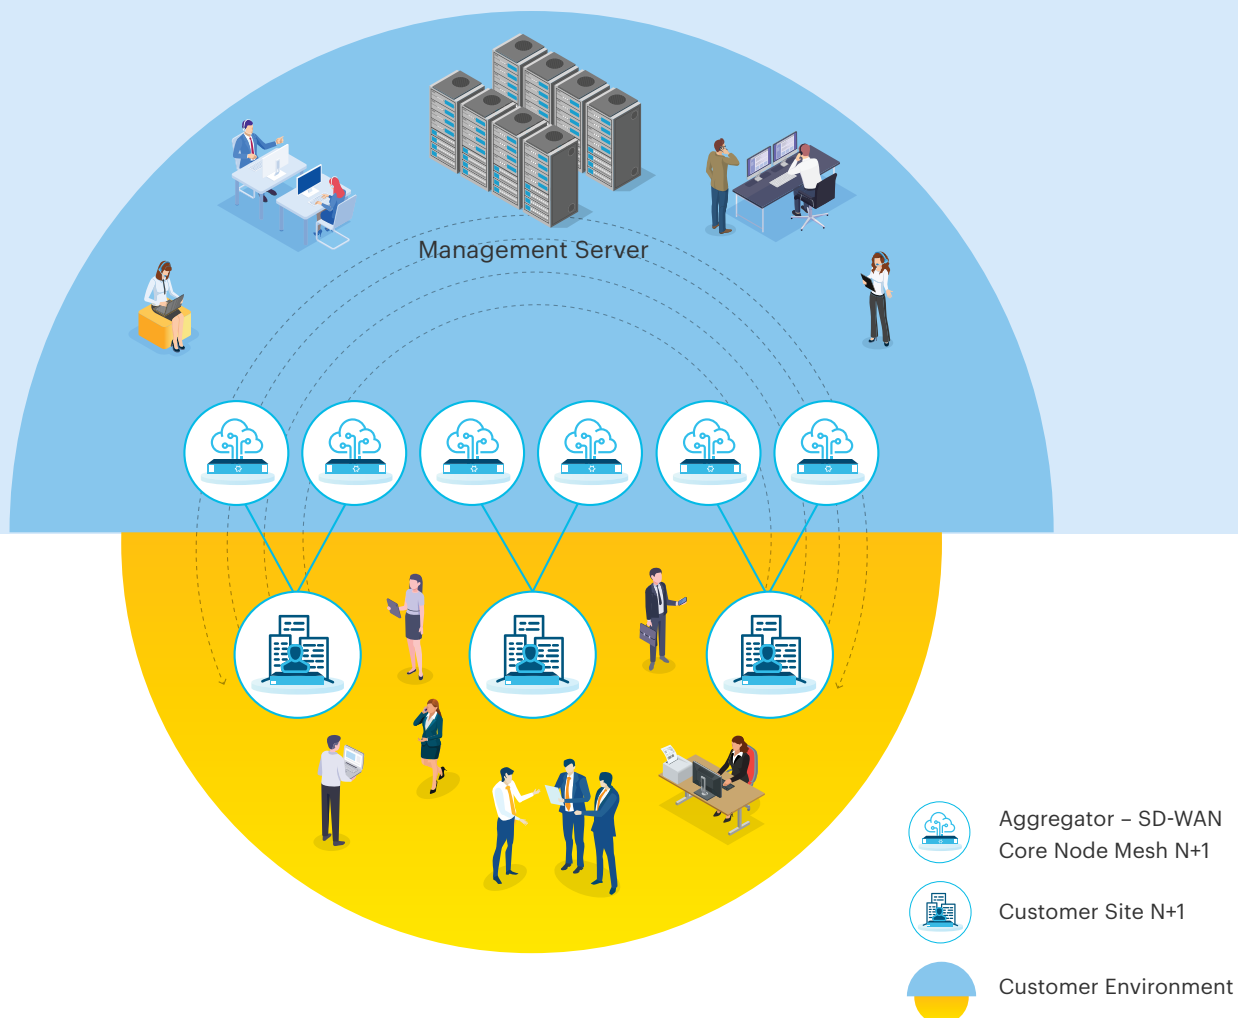 Management Server
Aggregator – SD-WAN
Core Node Mesh N+1
Customer Site N+1
Customer Environment